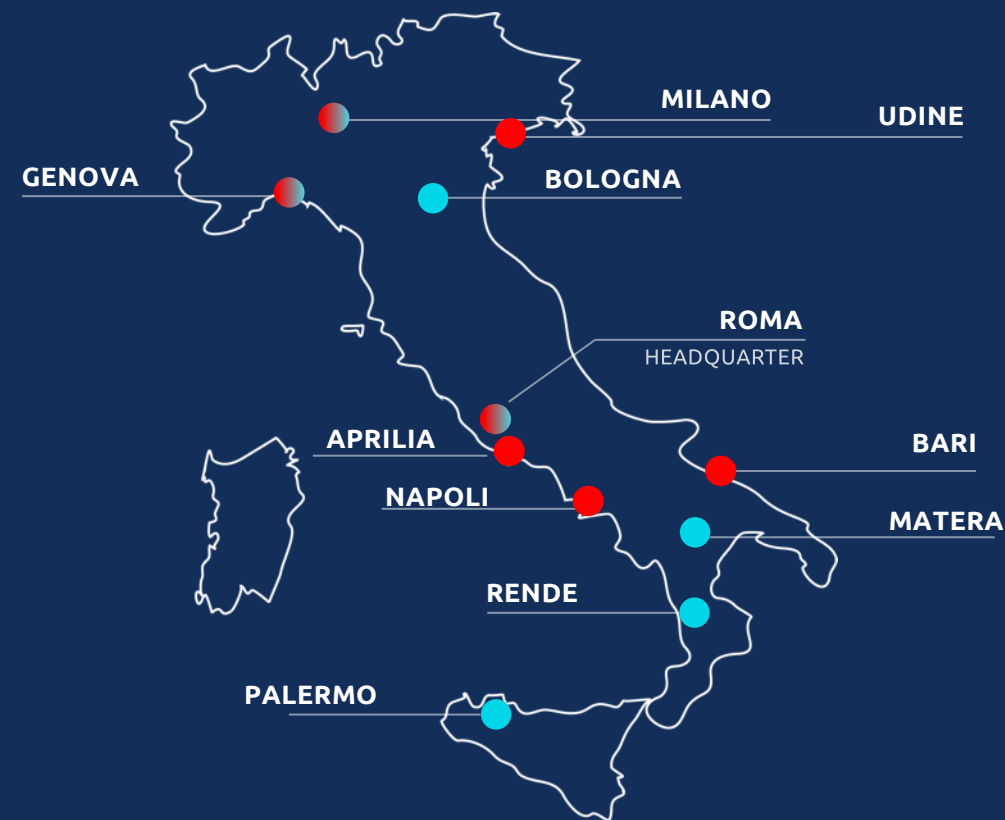 MILANO
UDINE
GENOVA
BOLOGNA
ROMA
HEADQUARTER
APRILIA
BARI
NAPOLI
MATERA
RENDE
PALERMO